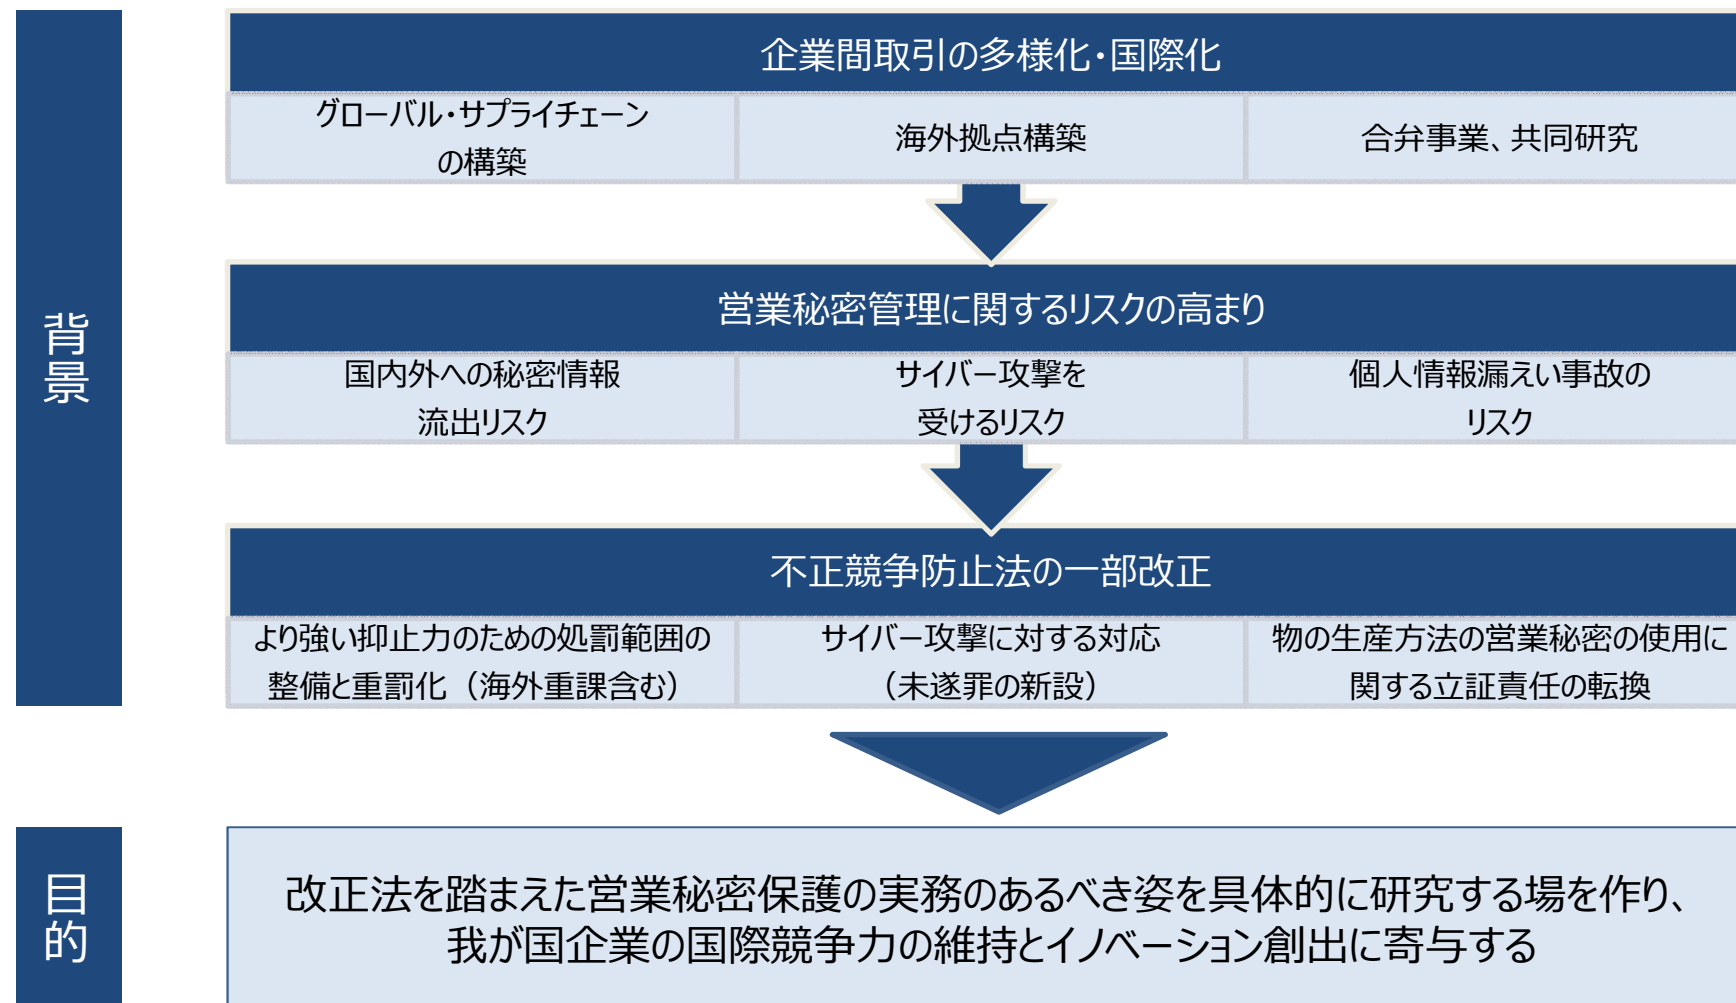 背景
企業間取引の多様化・国際化
グローバル・サプライチェーン
の構築
海外拠点構築
合弁事業、共同研究
営業秘密管理に関するリスクの高まり
国内外への秘密情報
流出リスク
サイバー攻撃を
受けるリスク
個人情報漏えい事故の
リスク
不正競争防止法の一部改正
より強い抑止力のための処罰範囲の
整備と重罰化（海外重課含む）
サイバー攻撃に対する対応
（未遂罪の新設）
物の生産方法の営業秘密の使用に
関する立証責任の転換
目的
改正法を踏まえた営業秘密保護の実務のあるべき姿を具体的に研究する場を作り、
我が国企業の国際競争力の維持とイノベーション創出に寄与する